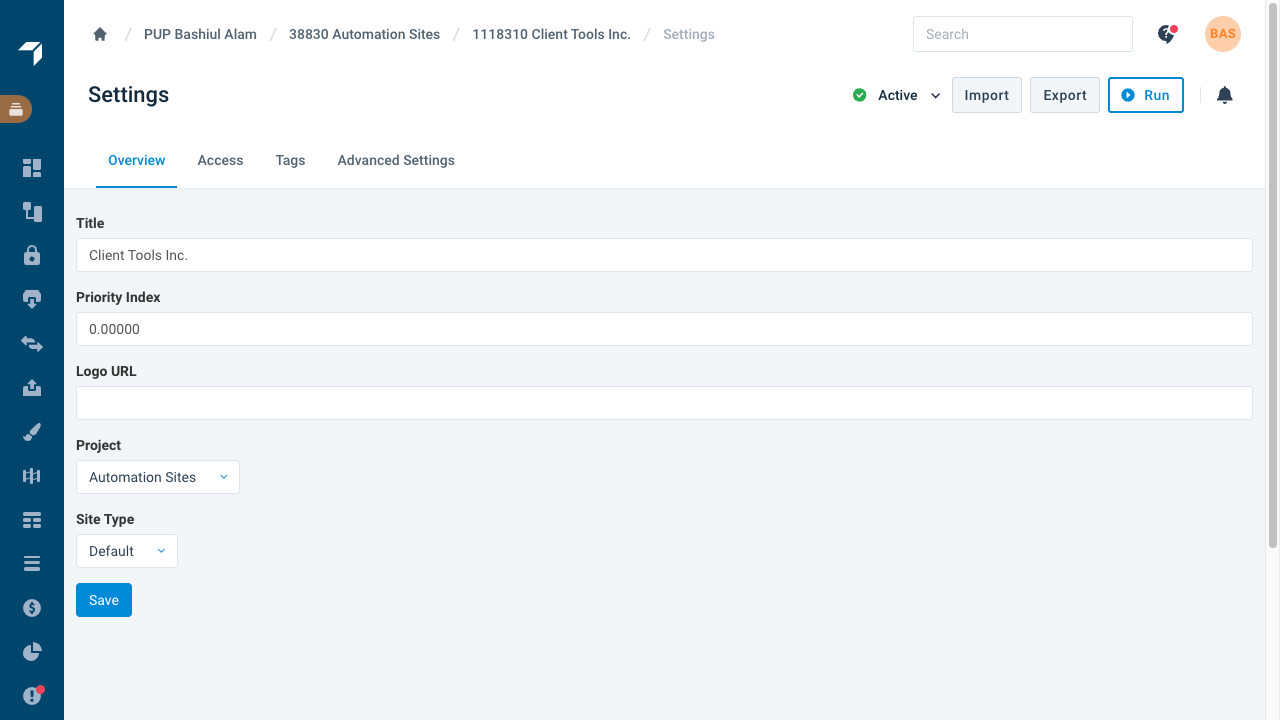 / PUP Bashiul Alam / 38830 Automation Sites / 1118310 Client Tools Inc. / Settings
Search
BAS
Settings
Active
Import
Export
Run
Overview
Access
Tags
Advanced Settings
Title
Client Tools Inc.
Priority Index
0.00000
Logo URL
Project
Automation Sites
Site Type
Default
Save